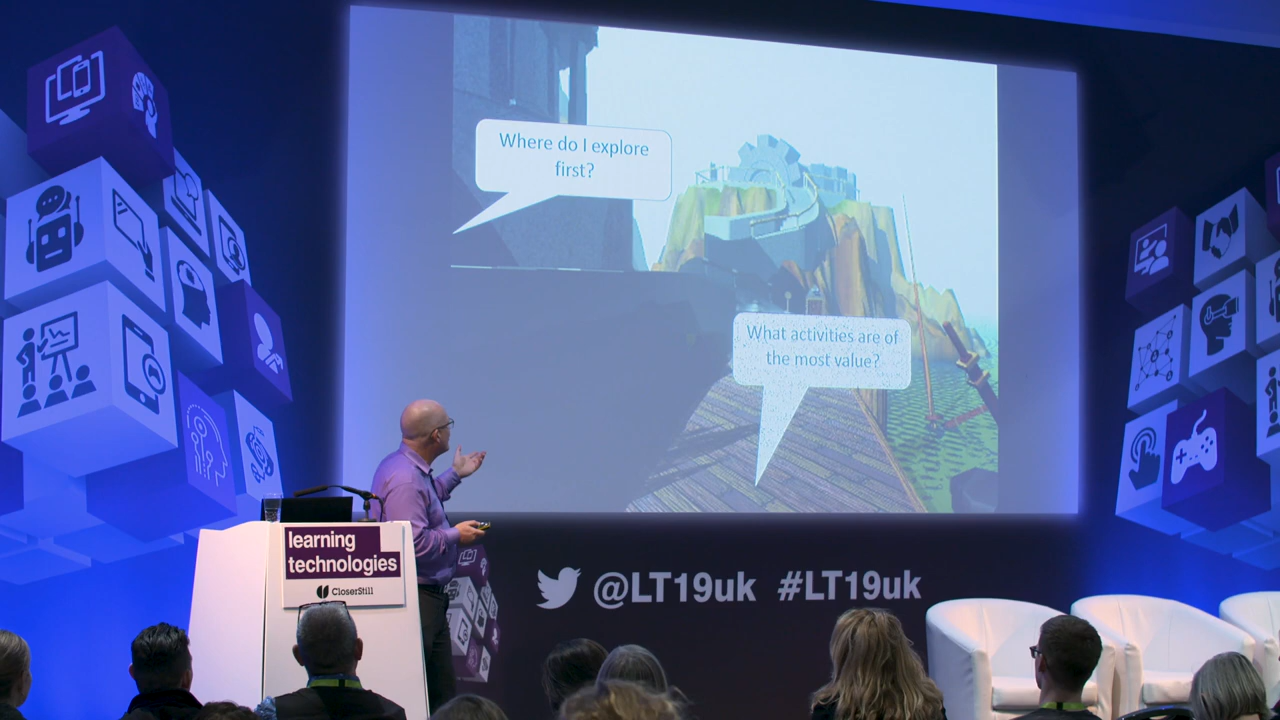 Where do I explore
first?
What activities are of
the most value?
learning
technologies
CloserStill
@LT19uk #LT19uk